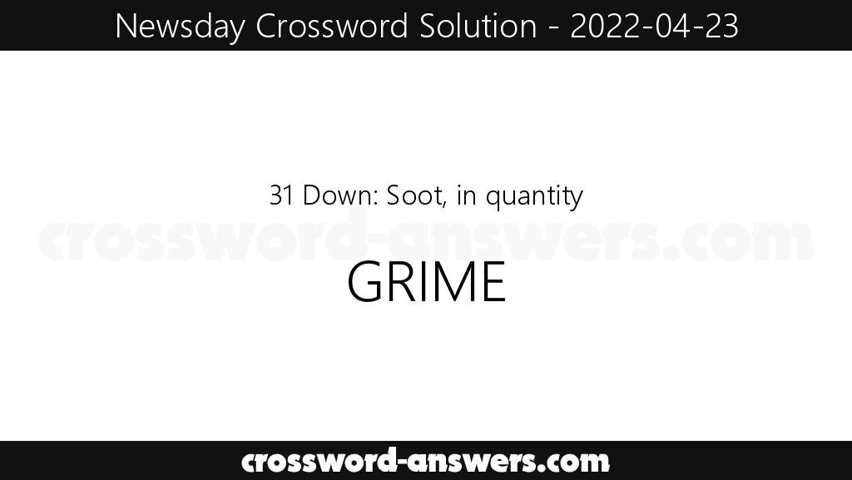 Newsday Crossword Solution - 2022-04-23
31 Down: Soot, in quantity
crossword-answers.com
GRIME
crossword-answers.com